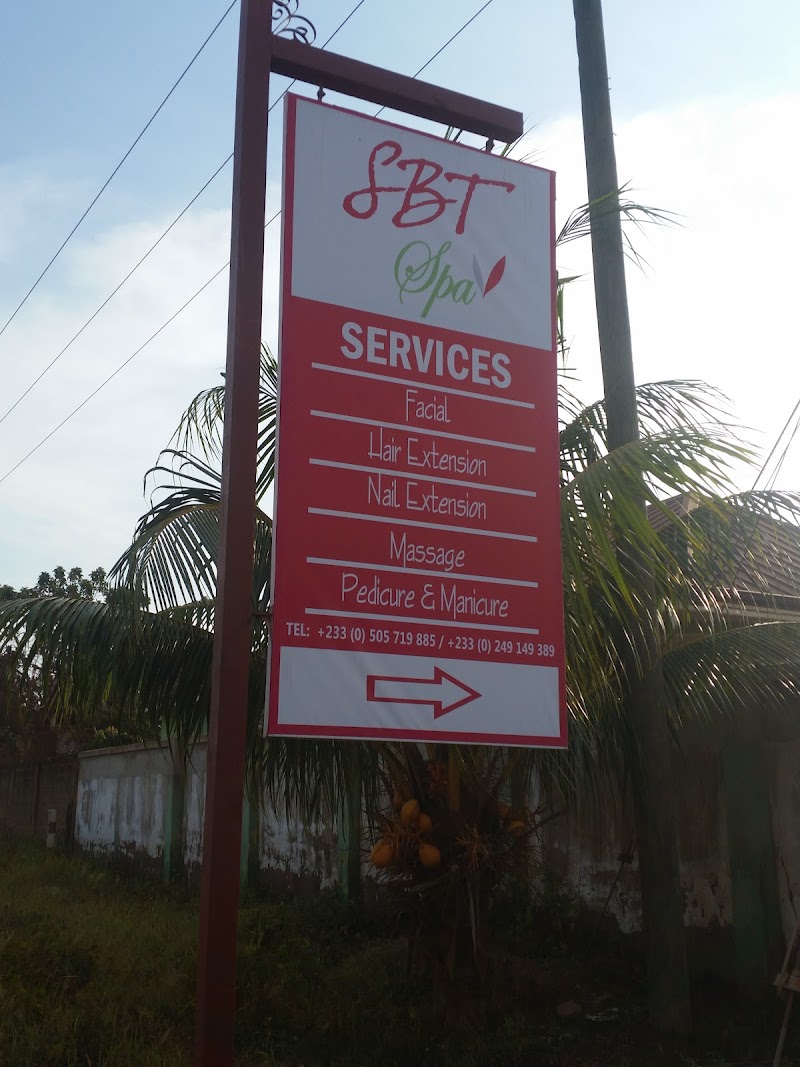 SBT
Spa
SERVICES
Facial
Hair Extension
Nail Extension
Massage
Pedicure & Manicure
TEL: +233 (0) 505 719 885 / +233 (0) 249 149 389